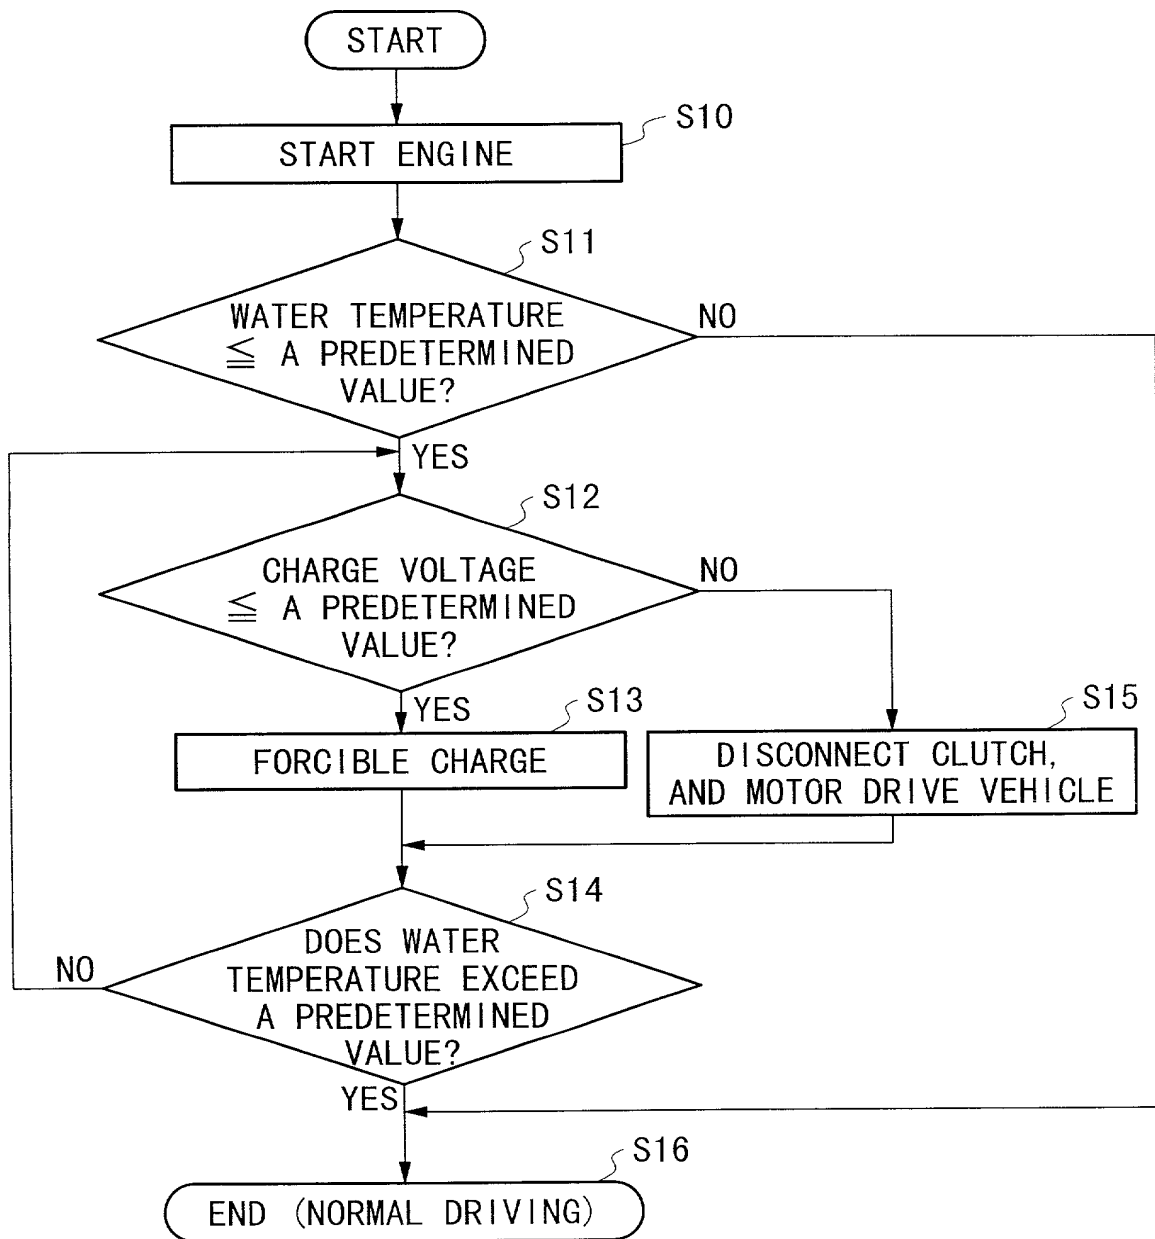 START
S10
START ENGINE
S11
WATER TEMPERATURE
≦ A PREDETERMINED
VALUE?
NO
YES
S12
CHARGE VOLTAGE
≦ A PREDETERMINED
VALUE?
NO
YES
S13
FORCIBLE CHARGE
S15
DISCONNECT CLUTCH,
AND MOTOR DRIVE VEHICLE
S14
DOES WATER
TEMPERATURE EXCEED
A PREDETERMINED
VALUE?
NO
YES
S16
END (NORMAL DRIVING)